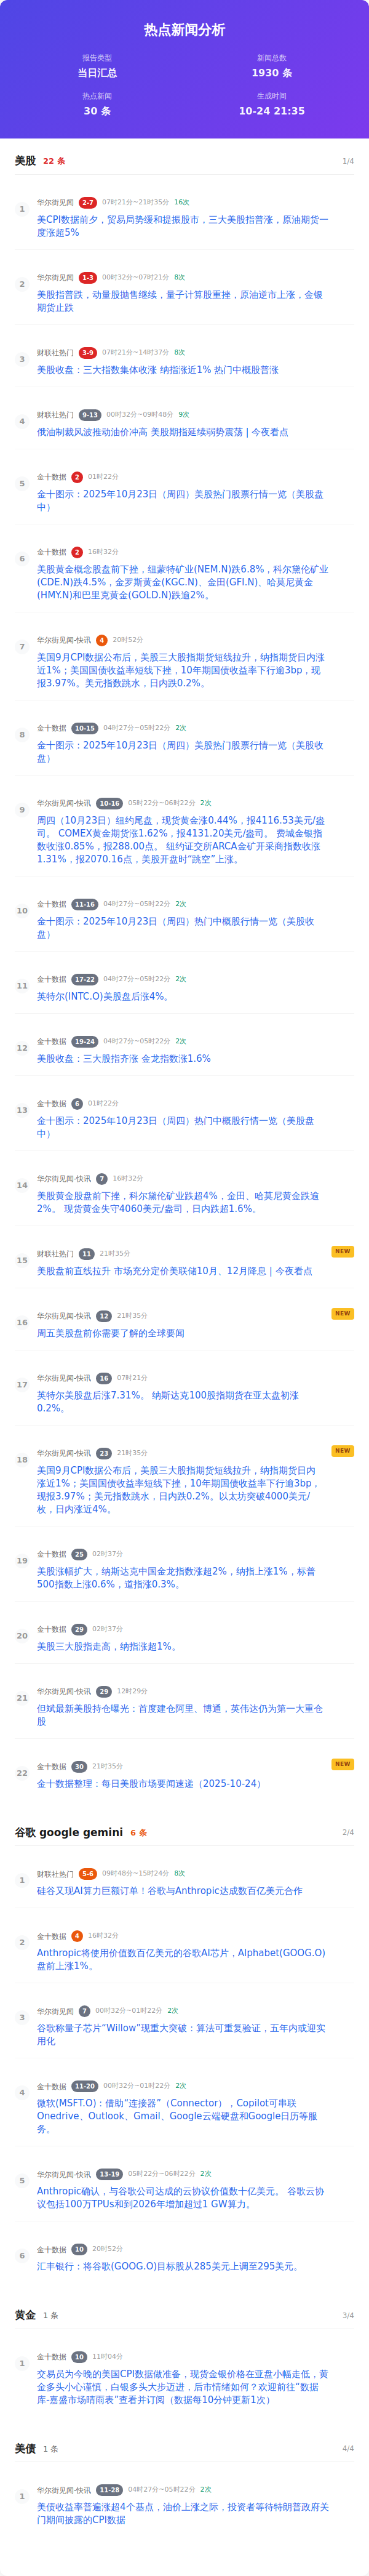 热点新闻分析
报告类型
新闻总数
当日汇总
1930 条
热点新闻
生成时间
30 条
10-24 21:35
美股 22 条 1/4
1 华尔街见闻 2-7 07时21分~21时35分 16次
美CPI数据前夕，贸易局势缓和提振股市，三大美股指普涨，原油期货一
度涨超5%
2 华尔街见闻 1-3 00时32分~07时21分 8次
美股指普跌，动量股抛售继续，量子计算股重挫，原油逆市上涨，金银
期货止跌
3 财联社热门 3-9 07时21分~14时37分 8次
美股收盘：三大指数集体收涨 纳指涨近1% 热门中概股普涨
4 财联社热门 9-13 00时32分~09时48分 9次
俄油制裁风波推动油价冲高 美股期指延续弱势震荡 | 今夜看点
5 金十数据 2 01时22分
金十图示：2025年10月23日（周四）美股热门股票行情一览（美股盘
中）
6 金十数据 2 16时32分
美股黄金概念股盘前下挫，纽蒙特矿业(NEM.N)跌6.8%，科尔黛伦矿业
(CDE.N)跌4.5%，金罗斯黄金(KGC.N)、金田(GFI.N)、哈莫尼黄金
(HMY.N)和巴里克黄金(GOLD.N)跌逾2%。
7 华尔街见闻-快讯 4 20时52分
美国9月CPI数据公布后，美股三大股指期货短线拉升，纳指期货日内涨
近1%；美国国债收益率短线下挫，10年期国债收益率下行逾3bp，现
报3.97%。美元指数跳水，日内跌0.2%。
8 金十数据 10-15 04时27分~05时22分 2次
金十图示：2025年10月23日（周四）美股热门股票行情一览（美股收
盘）
9 华尔街见闻-快讯 10-16 05时22分~06时22分 2次
周四（10月23日）纽约尾盘，现货黄金涨0.44%，报4116.53美元/盎
司。 COMEX黄金期货涨1.62%，报4131.20美元/盎司。 费城金银指
数收涨0.85%，报288.00点。 纽约证交所ARCA金矿开采商指数收涨
1.31%，报2070.16点，美股开盘时“跳空”上涨。
10 金十数据 11-16 04时27分~05时22分 2次
金十图示：2025年10月23日（周四）热门中概股行情一览（美股收
盘）
11 金十数据 17-22 04时27分~05时22分 2次
英特尔(INTC.O)美股盘后涨4%。
12 金十数据 19-24 04时27分~05时22分 2次
美股收盘：三大股指齐涨 金龙指数涨1.6%
13 金十数据 6 01时22分
金十图示：2025年10月23日（周四）热门中概股行情一览（美股盘
中）
14 华尔街见闻-快讯 7 16时32分
美股黄金股盘前下挫，科尔黛伦矿业跌超4%，金田、哈莫尼黄金跌逾
2%。 现货黄金失守4060美元/盎司，日内跌超1.6%。
15 财联社热门 11 21时35分 NEW
美股盘前直线拉升 市场充分定价美联储10月、12月降息 | 今夜看点
16 华尔街见闻-快讯 12 21时35分 NEW
周五美股盘前你需要了解的全球要闻
17 华尔街见闻-快讯 16 07时21分
英特尔美股盘后涨7.31%。 纳斯达克100股指期货在亚太盘初涨
0.2%。
18 华尔街见闻-快讯 23 21时35分 NEW
美国9月CPI数据公布后，美股三大股指期货短线拉升，纳指期货日内
涨近1%；美国国债收益率短线下挫，10年期国债收益率下行逾3bp，
现报3.97%；美元指数跳水，日内跌0.2%。以太坊突破4000美元/
枚，日内涨近4%。
19 金十数据 25 02时37分
美股涨幅扩大，纳斯达克中国金龙指数涨超2%，纳指上涨1%，标普
500指数上涨0.6%，道指涨0.3%。
20 金十数据 29 02时37分
美股三大股指走高，纳指涨超1%。
21 华尔街见闻-快讯 29 12时29分
但斌最新美股持仓曝光：首度建仓阿里、博通，英伟达仍为第一大重仓
股
22 金十数据 30 21时35分 NEW
金十数据整理：每日美股市场要闻速递（2025-10-24）
谷歌 google gemini 6 条 2/4
1 财联社热门 5-6 09时48分~15时24分 8次
硅谷又现AI算力巨额订单！谷歌与Anthropic达成数百亿美元合作
2 金十数据 4 16时32分
Anthropic将使用价值数百亿美元的谷歌AI芯片，Alphabet(GOOG.O)
盘前上涨1%。
3 华尔街见闻 7 00时32分~01时22分 2次
谷歌称量子芯片“Willow”现重大突破：算法可重复验证，五年内或迎实
用化
4 金十数据 11-20 00时32分~01时22分 2次
微软(MSFT.O)：借助“连接器”（Connector），Copilot可串联
Onedrive、Outlook、Gmail、Google云端硬盘和Google日历等服
务。
5 华尔街见闻-快讯 13-19 05时22分~06时22分 2次
Anthropic确认，与谷歌公司达成的云协议价值数十亿美元。 谷歌云协
议包括100万TPUs和到2026年增加超过1 GW算力。
6 金十数据 10 20时52分
汇丰银行：将谷歌(GOOG.O)目标股从285美元上调至295美元。
黄金 1 条 3/4
1 金十数据 10 11时04分
交易员为今晚的美国CPI数据做准备，现货金银价格在亚盘小幅走低，黄
金多头小心谨慎，白银多头大步迈进，后市情绪如何？欢迎前往“数据
库-嘉盛市场晴雨表”查看并订阅（数据每10分钟更新1次）
美债 1 条 4/4
1 华尔街见闻-快讯 11-28 04时27分~05时22分 2次
美债收益率普遍涨超4个基点，油价上涨之际，投资者等待特朗普政府关
门期间披露的CPI数据